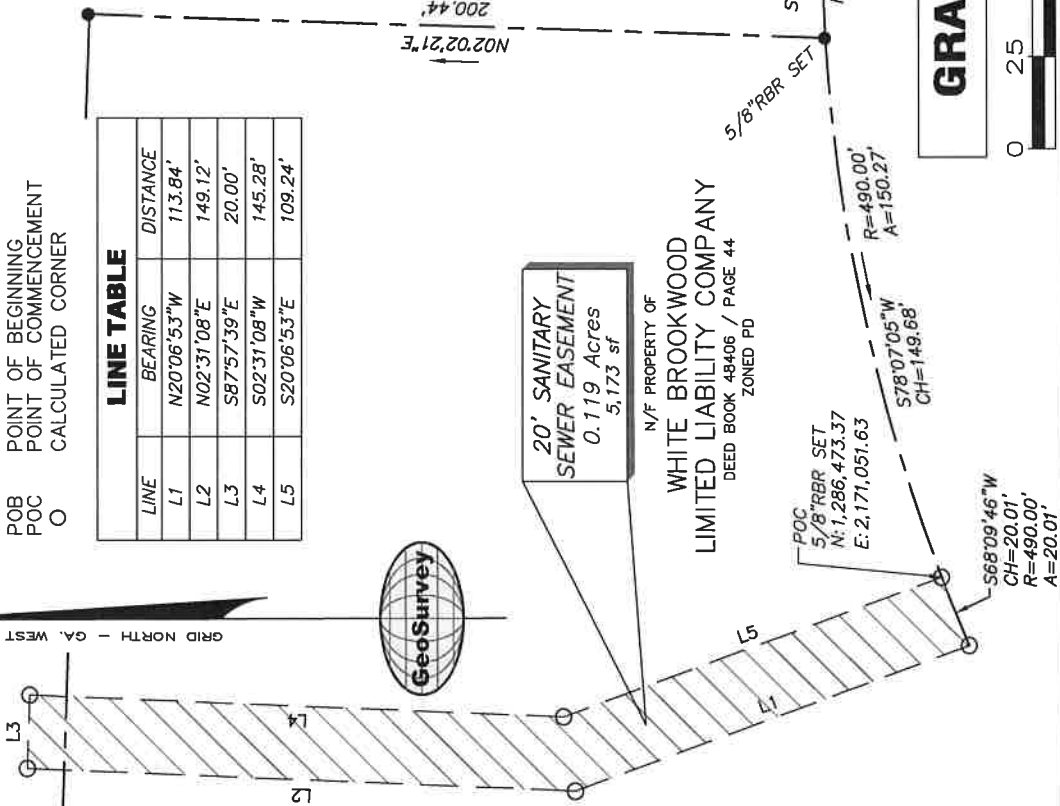 POB POINT OF BEGINNING
POC POINT OF COMMENCEMENT
O CALCULATED CORNER
LINE TABLE
LINE BEARING DISTANCE
L1 N20°06'53"W 113.84'
L2 N02°31'08"E 149.12'
L3 S87°57'39"E 20.00'
L4 S02°31'08"W 145.28'
L5 S20°06'53"E 109.24'
GRID NORTH - GA. WEST
GeoSurvey
L3
L4
L2
L5
L1
20' SANITARY
SEWER EASEMENT
0.119 Acres
5,173 sf
N/F PROPERTY OF
WHITE BROOKWOOD
LIMITED LIABILITY COMPANY
DEED BOOK 48406 / PAGE 44
ZONED PD
N02°02'21"E
200.44'
5/8"RBR SET
S
POC
5/8"RBR SET
N: 1,286,473.37
E: 2,171,051.63
R=490.00'
A=150.27'
S78°07'05"W
CH=149.68'
S68°09'46"W
CH=20.01'
R=490.00'
A=20.01'
GRA
0 25